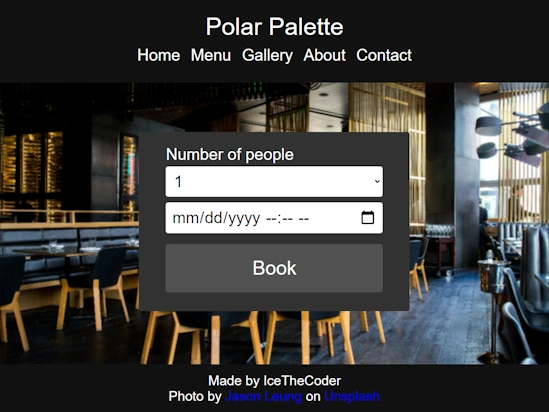 Polar Palette
Home Menu Gallery About Contact
Number of people
1
mm/dd/yyyy --:-- --
Book
Made by IceTheCoder
Photo by Jason Leung on Unsplash